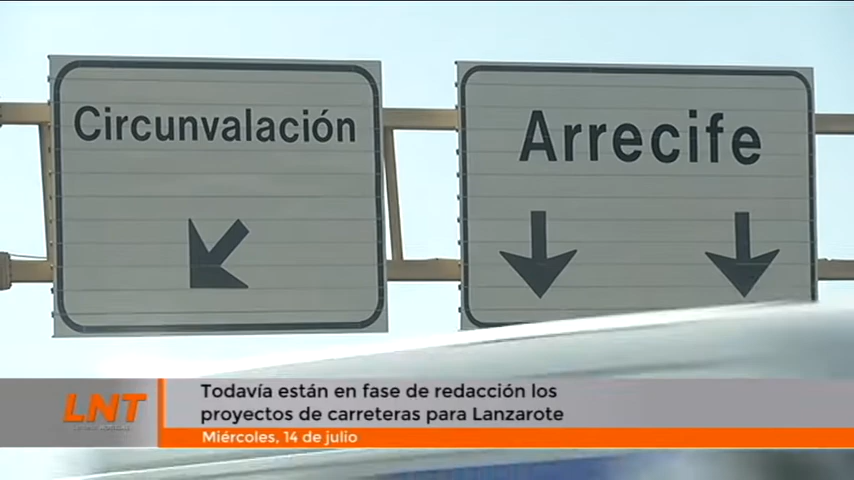 Circunvalación
Arrecife
LNT
Todavía están en fase de redacción los
proyectos de carreteras para Lanzarote
Miércoles, 14 de julio